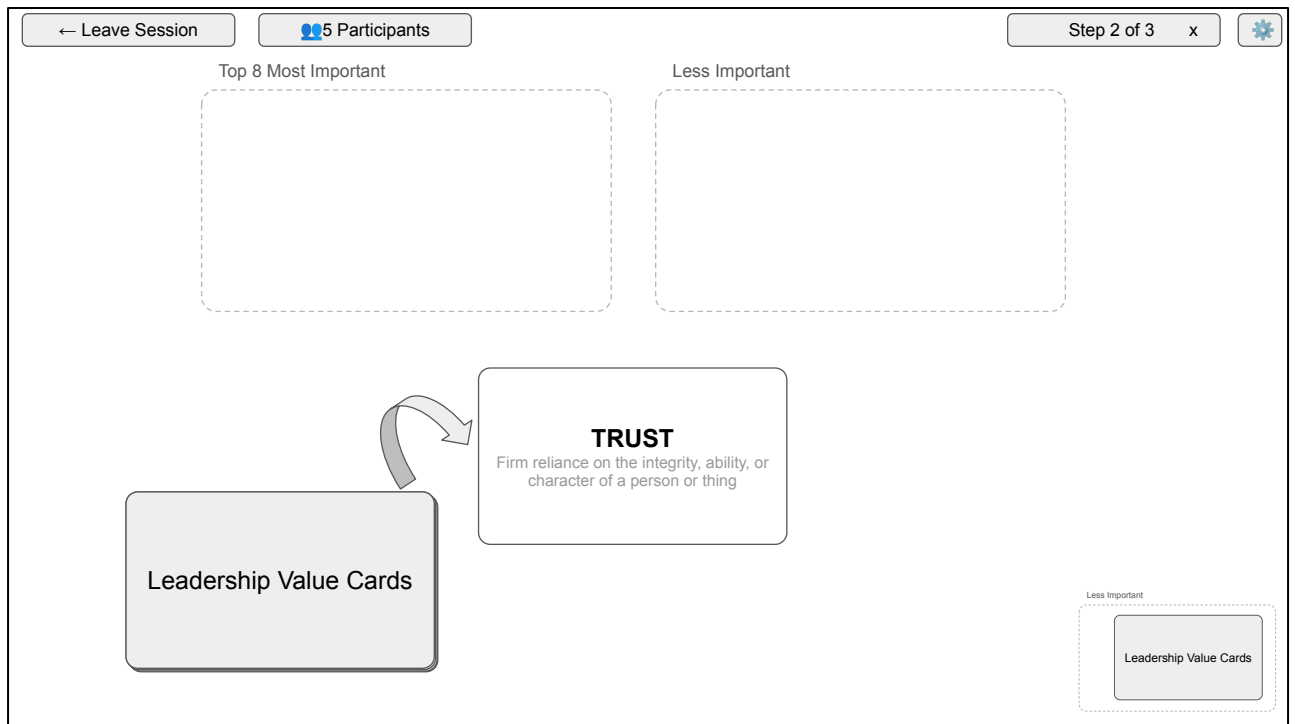 ← Leave Session
👥5 Participants
Step 2 of 3 x
Top 8 Most Important
Less Important
TRUST
Firm reliance on the integrity, ability, or
character of a person or thing
Leadership Value Cards
Less Important
Leadership Value Cards